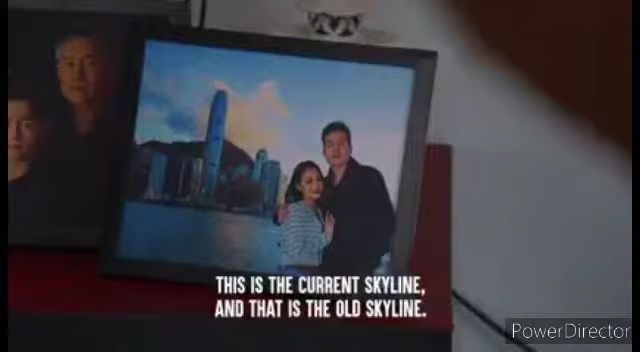 THIS IS THE CURRENT SKYLINE,
AND THAT IS THE OLD SKYLINE.
PowerDirector